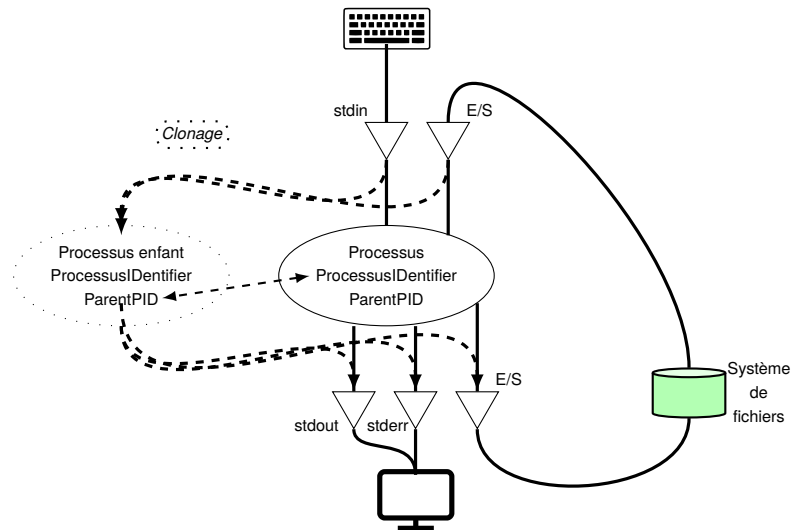 stdin
E/S
Clonage
Processus enfant
ProcessusIDentifier
ParentPID
Processus
ProcessusIDentifier
ParentPID
E/S
stdout
stderr
Système
de
fichiers